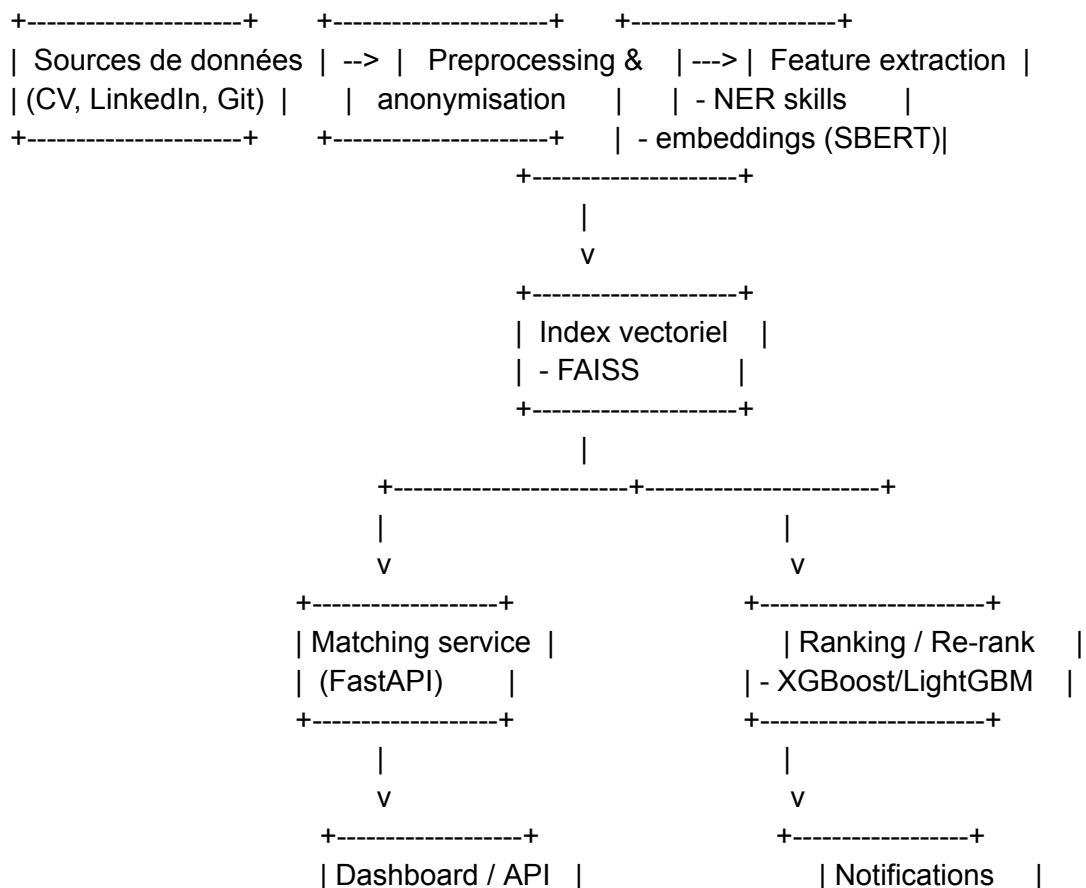 +----------------------+ +----------------------+ +---------------------+
| Sources de données | --> | Preprocessing & | ---> | Feature extraction |
| (CV, LinkedIn, Git) | | anonymisation | | - NER skills |
+----------------------+ +----------------------+ | - embeddings (SBERT)|
+---------------------+
|
v
+---------------------+
| Index vectoriel |
| - FAISS |
+---------------------+
|
+------------------------+------------------------+
| |
v v
+-------------------+ +-----------------------+
| Matching service | | Ranking / Re-rank |
| (FastAPI) | | - XGBoost/LightGBM |
+-------------------+ +-----------------------+
| |
v v
+-------------------+ +------------------+
| Dashboard / API | | Notifications |